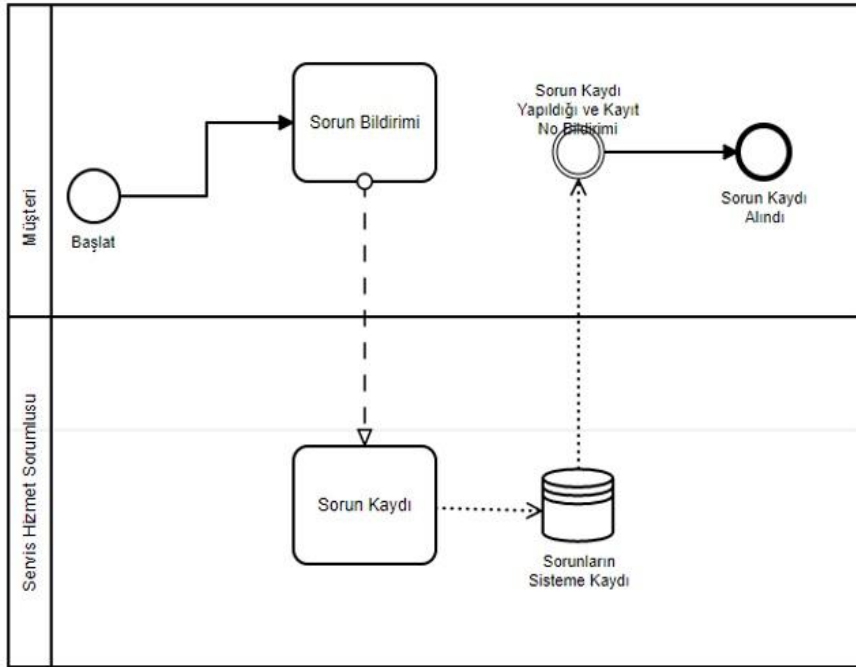 Müşteri
Başlat
Sorun Bildirimi
Sorun Kaydı
Yapıldığı ve Kayıt
No Bildirimi
Sorun Kaydı
Alındı
Servis Hizmet Sorumlusu
Sorun Kaydı
Sorunların
Sisteme Kaydı